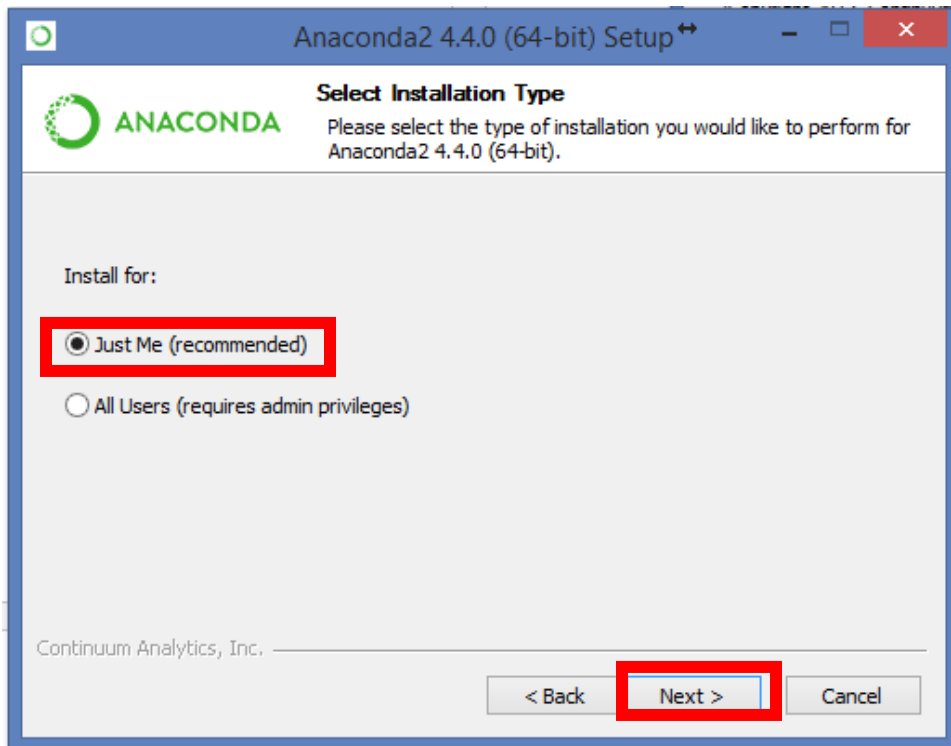 Anaconda2 4.4.0 (64-bit) Setup
ANACONDA
Select Installation Type
Please select the type of installation you would like to perform for
Anaconda2 4.4.0 (64-bit).
Install for:
Just Me (recommended)
All Users (requires admin privileges)
Continuum Analytics, Inc.
< Back
Next >
Cancel